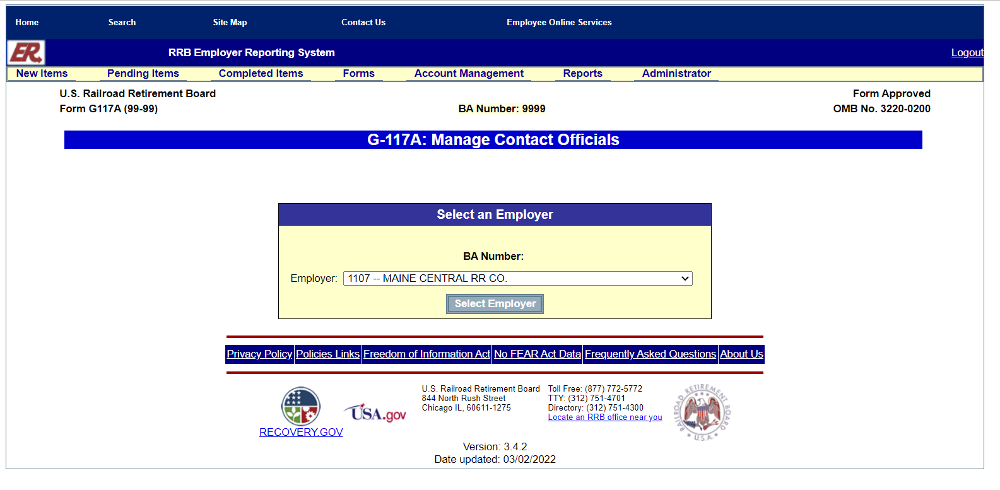 Home Search Site Map Contact Us Employee Online Services
ER
RRB Employer Reporting System Logout
New Items Pending Items Completed Items Forms Account Management Reports Administrator
U.S. Railroad Retirement Board Form Approved
Form G117A (99-99) BA Number: 9999 OMB No. 3220-0200
G-117A: Manage Contact Officials
Select an Employer
BA Number:
Employer: 1107 -- MAINE CENTRAL RR CO.
Select Employer
Privacy Policy Policies Links Freedom of Information Act No FEAR Act Data Frequently Asked Questions About Us
RECOVERY.GOV
USA.gov
U.S. Railroad Retirement Board
844 North Rush Street
Chicago IL, 60611-1275
Toll Free: (877) 772-5772
TTY: (312) 751-4701
Directory: (312) 751-4300
Locate an RRB office near you
RAILROAD RETIREMENT BOARD
U.S.A.
Version: 3.4.2
Date updated: 03/02/2022